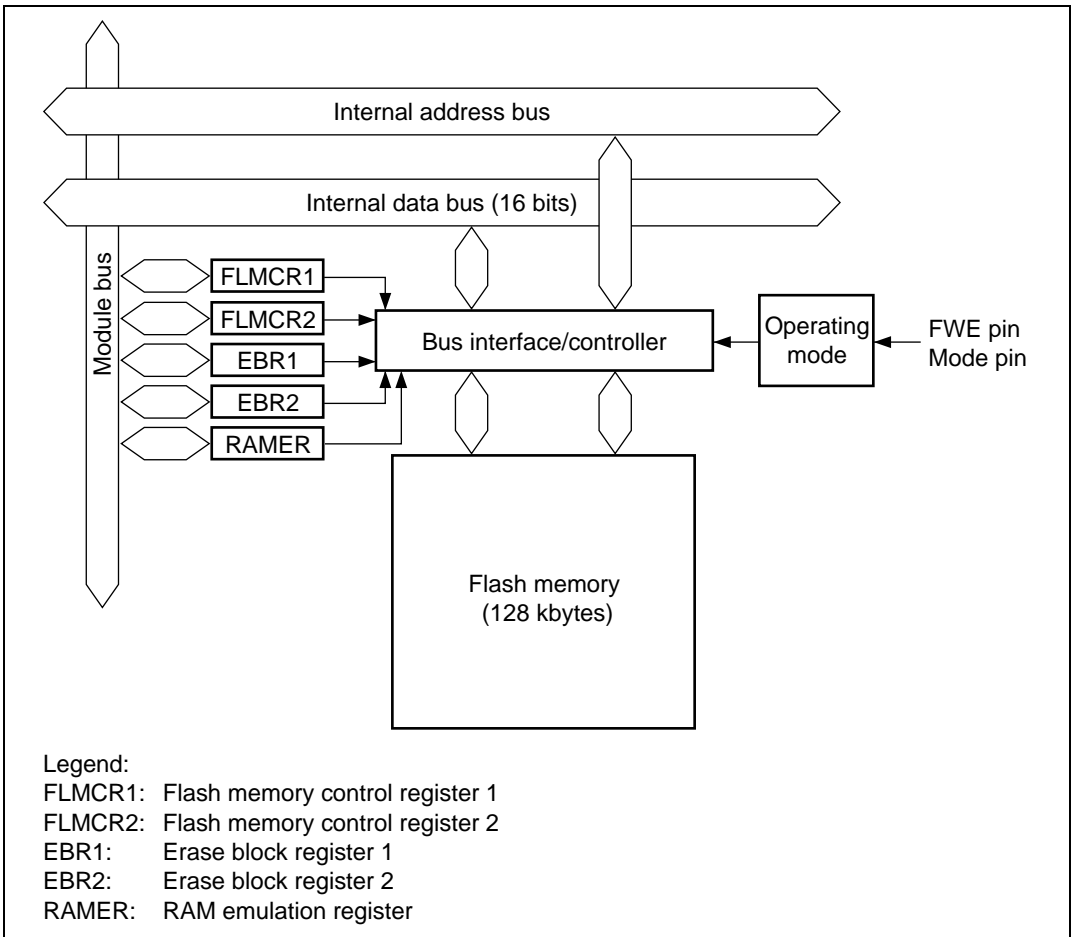 Internal address bus
Internal data bus (16 bits)
Module bus
FLMCR1
FLMCR2
EBR1
EBR2
RAMER
Bus interface/controller
Operating
mode
FWE pin
Mode pin
Flash memory
(128 kbytes)
Legend:
FLMCR1: Flash memory control register 1
FLMCR2: Flash memory control register 2
EBR1: Erase block register 1
EBR2: Erase block register 2
RAMER: RAM emulation register